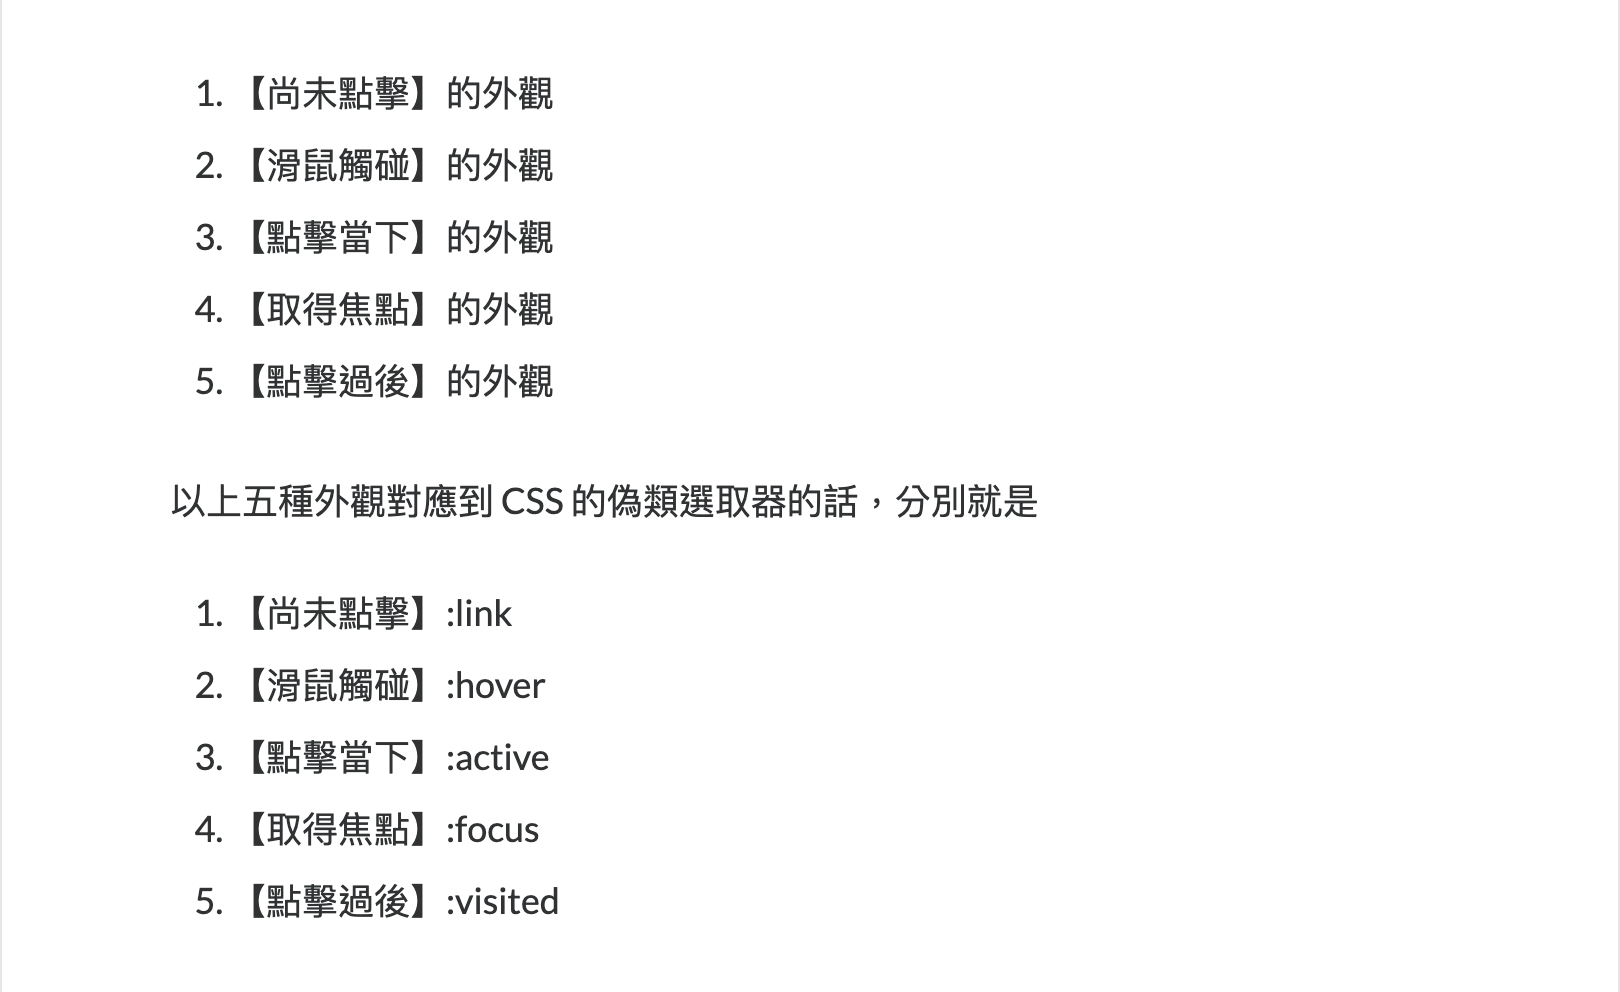 1. 【尚未點擊】的外觀
2. 【滑鼠觸碰】的外觀
3. 【點擊當下】的外觀
4. 【取得焦點】的外觀
5. 【點擊過後】的外觀
以上五種外觀對應到 CSS 的偽類選取器的話，分別就是
1. 【尚未點擊】:link
2. 【滑鼠觸碰】:hover
3. 【點擊當下】:active
4. 【取得焦點】:focus
5. 【點擊過後】:visited